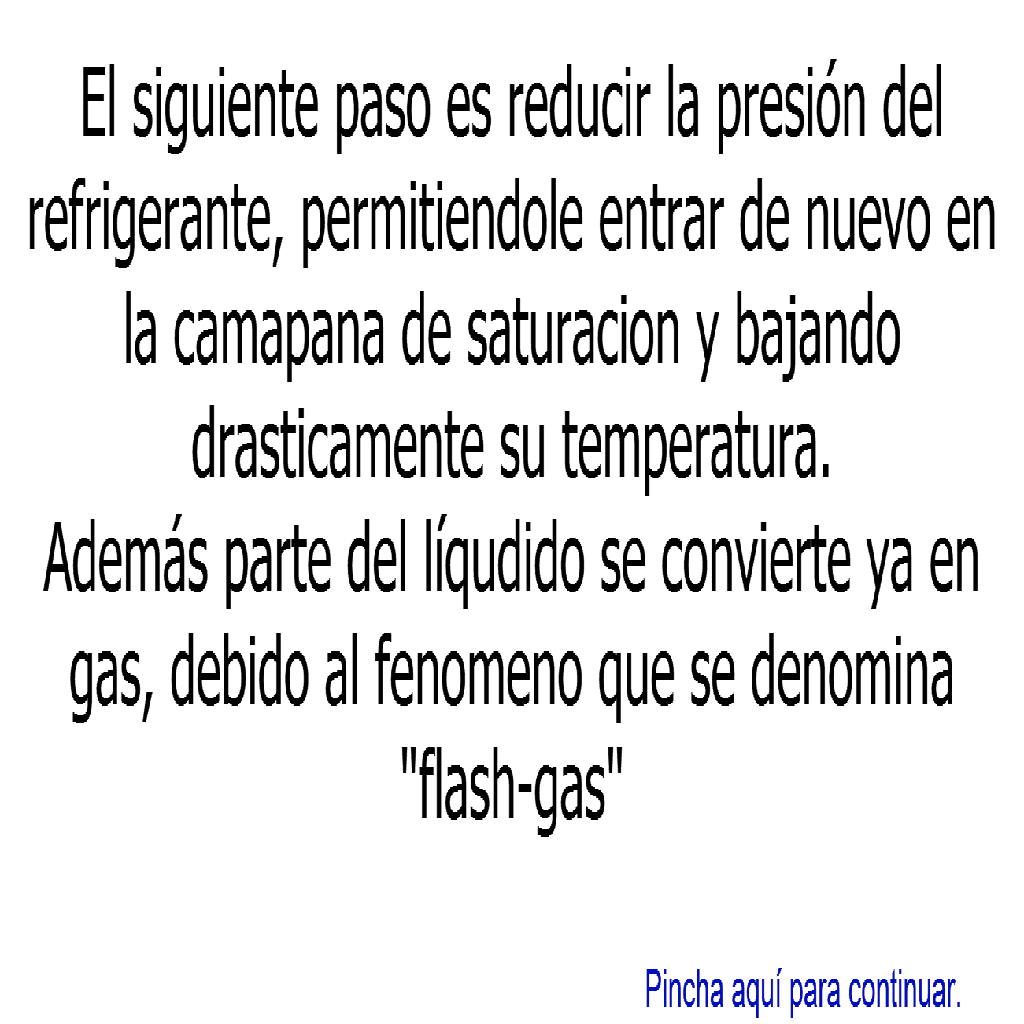 El siguiente paso es reducir la presión del
refrigerante, permitiendole entrar de nuevo en
la camapana de saturacion y bajando
drasticamente su temperatura.
Además parte del líqudido se convierte ya en
gas, debido al fenomeno que se denomina
"flash-gas"
Pincha aquí para continuar.